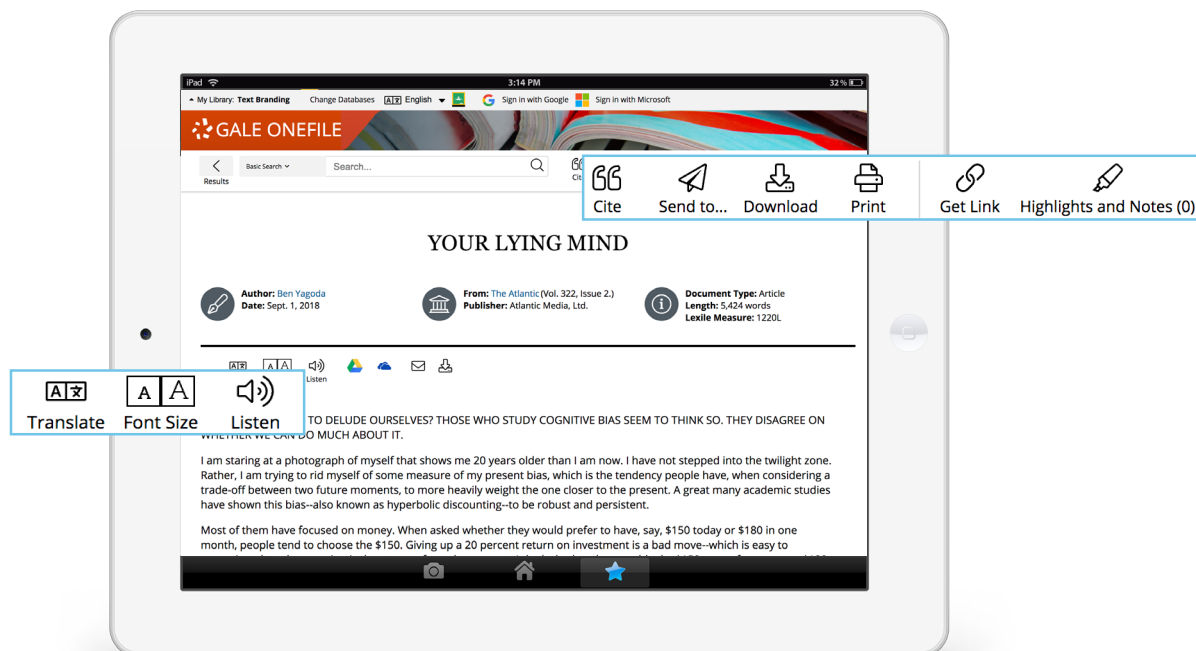 iPad 3:14 PM 32%
My Library: Text Branding Change Databases English Sign in with Google Sign in with Microsoft
GALE ONEFILE
Basic Search Search...
Results
Cite Send to... Download Print Get Link Highlights and Notes (0)
YOUR LYING MIND
Author: Ben Yagoda
Date: Sept. 1, 2018
From: The Atlantic (Vol. 322, Issue 2.)
Publisher: Atlantic Media, Ltd.
Document Type: Article
Length: 5,424 words
Lexile Measure: 1220L
Listen
Translate Font Size Listen
TO DELUDE OURSELVES? THOSE WHO STUDY COGNITIVE BIAS SEEM TO THINK SO. THEY DISAGREE ON
WHETHER WE CAN DO MUCH ABOUT IT.
I am staring at a photograph of myself that shows me 20 years older than I am now. I have not stepped into the twilight zone.
Rather, I am trying to rid myself of some measure of my present bias, which is the tendency people have, when considering a
trade-off between two future moments, to more heavily weight the one closer to the present. A great many academic studies
have shown this bias--also known as hyperbolic discounting--to be robust and persistent.
Most of them have focused on money. When asked whether they would prefer to have, say, $150 today or $180 in one
month, people tend to choose the $150. Giving up a 20 percent return on investment is a bad move--which is easy to